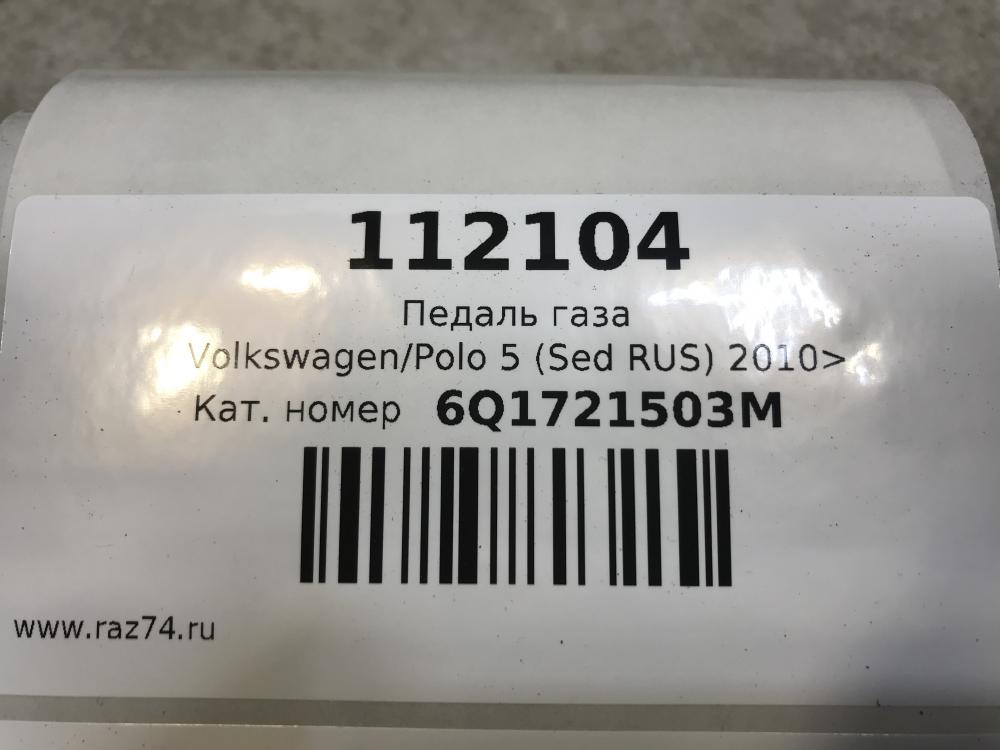 112104
Педаль газа
Volkswagen/Polo 5 (Sed RUS) 2010>
Кат. номер 6Q1721503M
www.raz74.ru